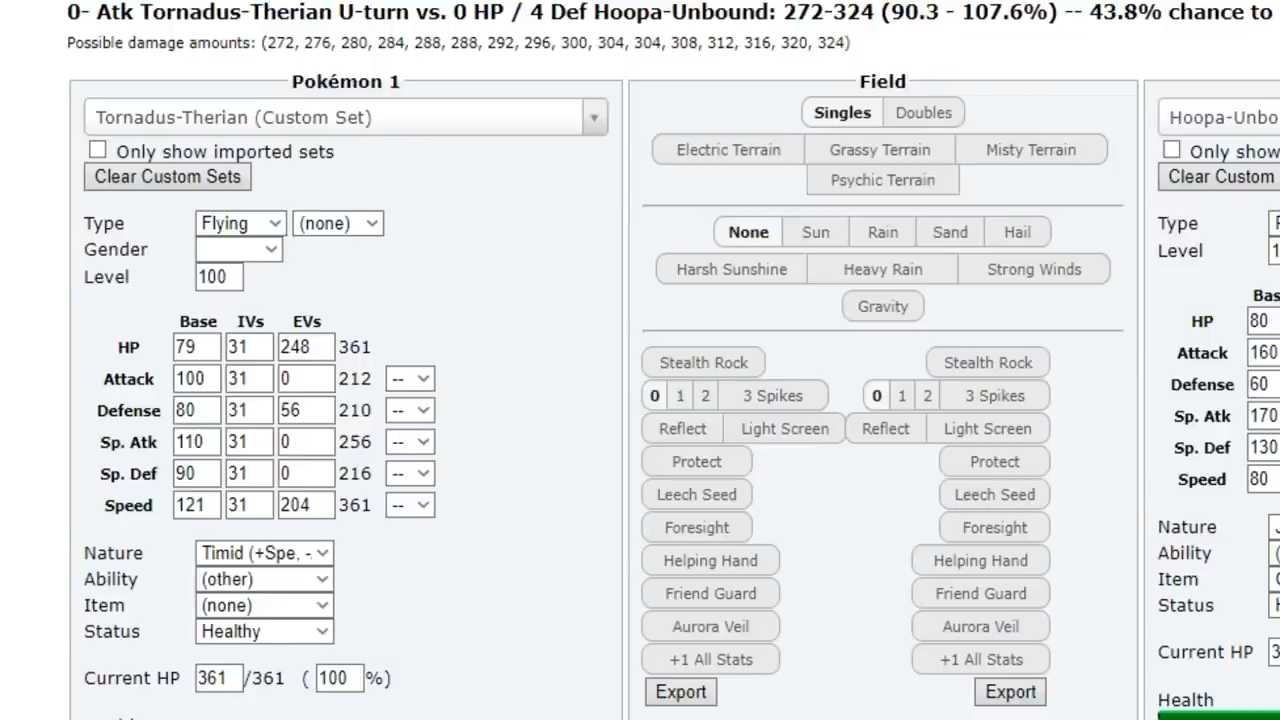 0- Atk Tornadus-Therian U-turn vs. 0 HP / 4 Def Hoopa-Unbound: 272-324 (90.3 - 107.6%) -- 43.8% chance to
Possible damage amounts: (272, 276, 280, 284, 288, 288, 292, 296, 300, 304, 304, 308, 312, 316, 320, 324)
Pokémon 1
Tornadus-Therian (Custom Set)
Only show imported sets
Clear Custom Sets
Type Flying (none)
Gender
Level 100
Base IVs EVs
HP 79 31 248 361
Attack 100 31 0 212 --
Defense 80 31 56 210 --
Sp. Atk 110 31 0 256 --
Sp. Def 90 31 0 216 --
Speed 121 31 204 361 --
Nature Timid (+Spe, -
Ability (other)
Item (none)
Status Healthy
Current HP 361 /361 ( 100 %)
Field
Singles Doubles
Electric Terrain Grassy Terrain Misty Terrain
Psychic Terrain
None Sun Rain Sand Hail
Harsh Sunshine Heavy Rain Strong Winds
Gravity
Stealth Rock Stealth Rock
0 1 2 3 Spikes 0 1 2 3 Spikes
Reflect Light Screen Reflect Light Screen
Protect Protect
Leech Seed Leech Seed
Foresight Foresight
Helping Hand Helping Hand
Friend Guard Friend Guard
Aurora Veil Aurora Veil
+1 All Stats +1 All Stats
Export Export
Hoopa-Unbo
Only show
Clear Custom
Type
Level 1
Bas
HP 80
Attack 160
Defense 60
Sp. Atk 170
Sp. Def 130
Speed 80
Nature
Ability (
Item
Status
Current HP 3
Health